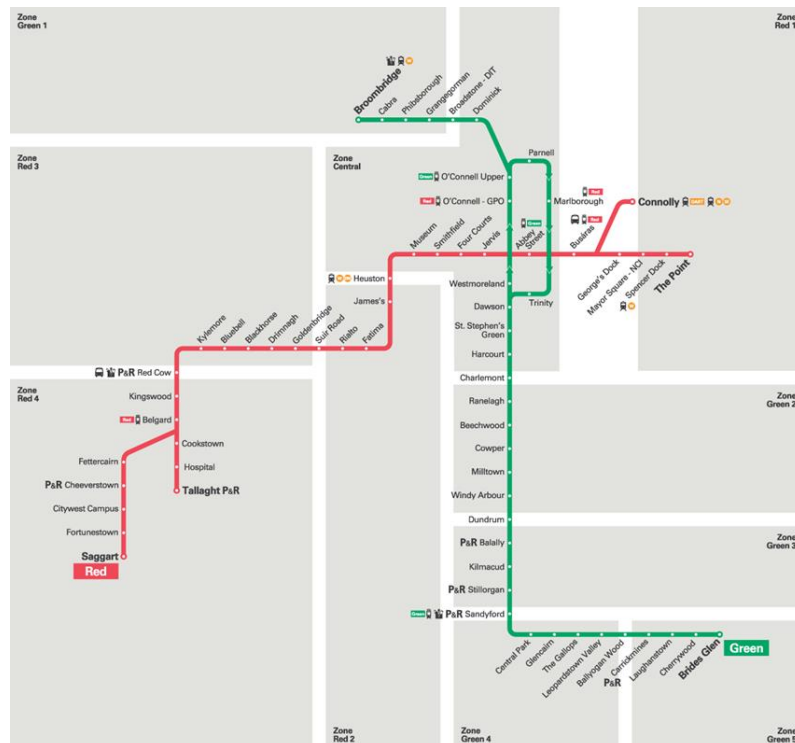 Zone
Green 1
Zone
Red 1
Broombridge
Cabra
Phibsborough
Grangegorman
Broadstone - DIT
Dominick
Zone
Red 3
Zone
Central
Parnell
Green
O'Connell Upper
Red
O'Connell - GPO
Marlborough
Red
Green
Red
Connolly
DART
Museum
Smithfield
Four Courts
Jervis
Abbey
Street
Busáras
George's Dock
Mayor Square - NCI
Spencer Dock
The Point
Heuston
James's
Westmoreland
Trinity
Dawson
St. Stephen's
Green
Harcourt
Charlemont
Kylemore
Bluebell
Blackhorse
Drimnagh
Goldenbridge
Suir Road
Rialto
Fatima
P&R Red Cow
Zone
Red 4
Kingswood
Red
Belgard
Cookstown
Hospital
Tallaght P&R
Fettercairn
P&R Cheeverstown
Citywest Campus
Fortunestown
Saggart
Red
Zone
Green 2
Ranelagh
Beechwood
Cowper
Milltown
Windy Arbour
Dundrum
Zone
Green 3
P&R Balally
Kilmacud
P&R Stillorgan
Green
P&R Sandyford
Central Park
Glencairn
The Gallops
Leopardstown Valley
Ballyogan Wood
Carrickmines
P&R
Laughanstown
Cherrywood
Brides Glen
Green
Zone
Red 2
Zone
Green 4
Zone
Green 5